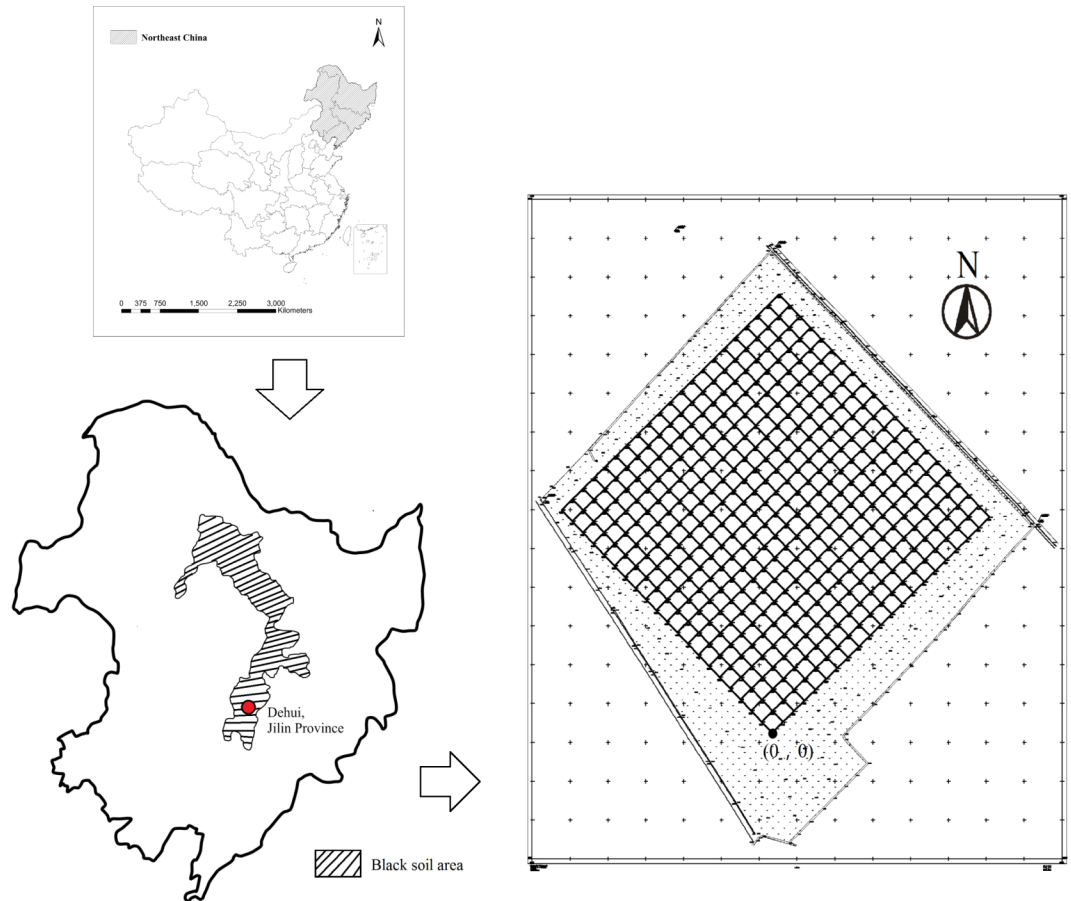 N
Northeast China
0 375 750 1,500 2,250 3,000
Kilometers
N
Dehui,
Jilin Province
(0 , 0)
Black soil area